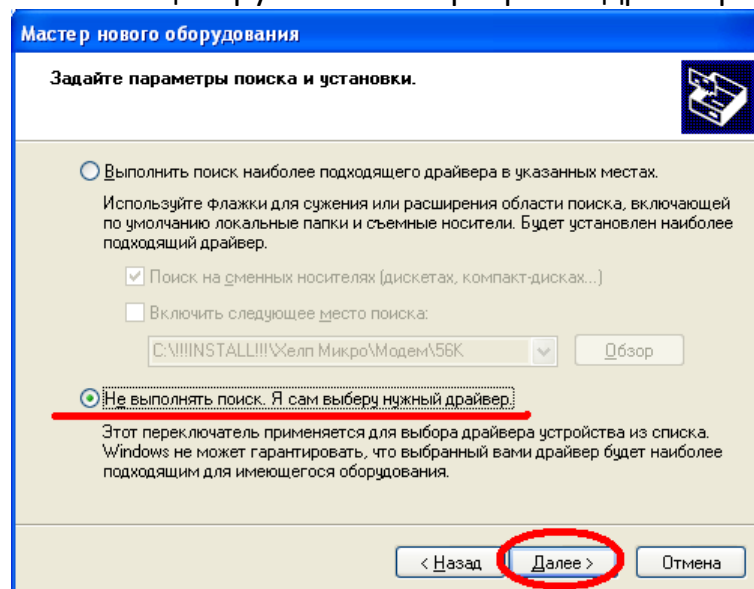 Мастер нового оборудования
Задайте параметры поиска и установки.
Выполнить поиск наиболее подходящего драйвера в указанных местах.
Используйте флажки для сужения или расширения области поиска, включающей
по умолчанию локальные папки и съемные носители. Будет установлен наиболее
подходящий драйвер.
Поиск на сменных носителях (дискетах, компакт-дисках...)
Включить следующее место поиска:
C:\!!!INSTALL!!!\Хелп Микро\Модем\56K
Обзор
Не выполнять поиск. Я сам выберу нужный драйвер.
Этот переключатель применяется для выбора драйвера устройства из списка.
Windows не может гарантировать, что выбранный вами драйвер будет наиболее
подходящим для имеющегося оборудования.
< Назад Далее > Отмена